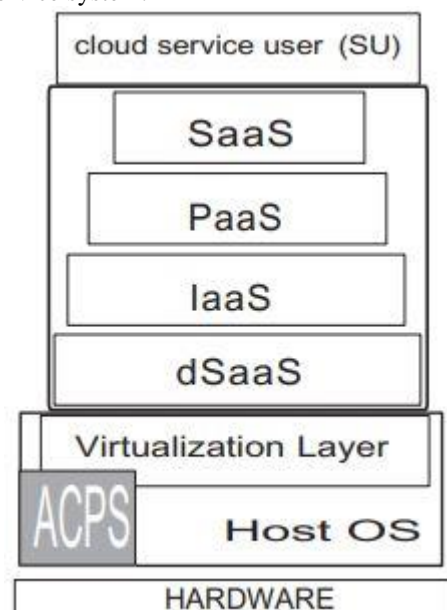 cloud service user (SU)
SaaS
PaaS
IaaS
dSaaS
Virtualization Layer
ACPS
Host OS
HARDWARE